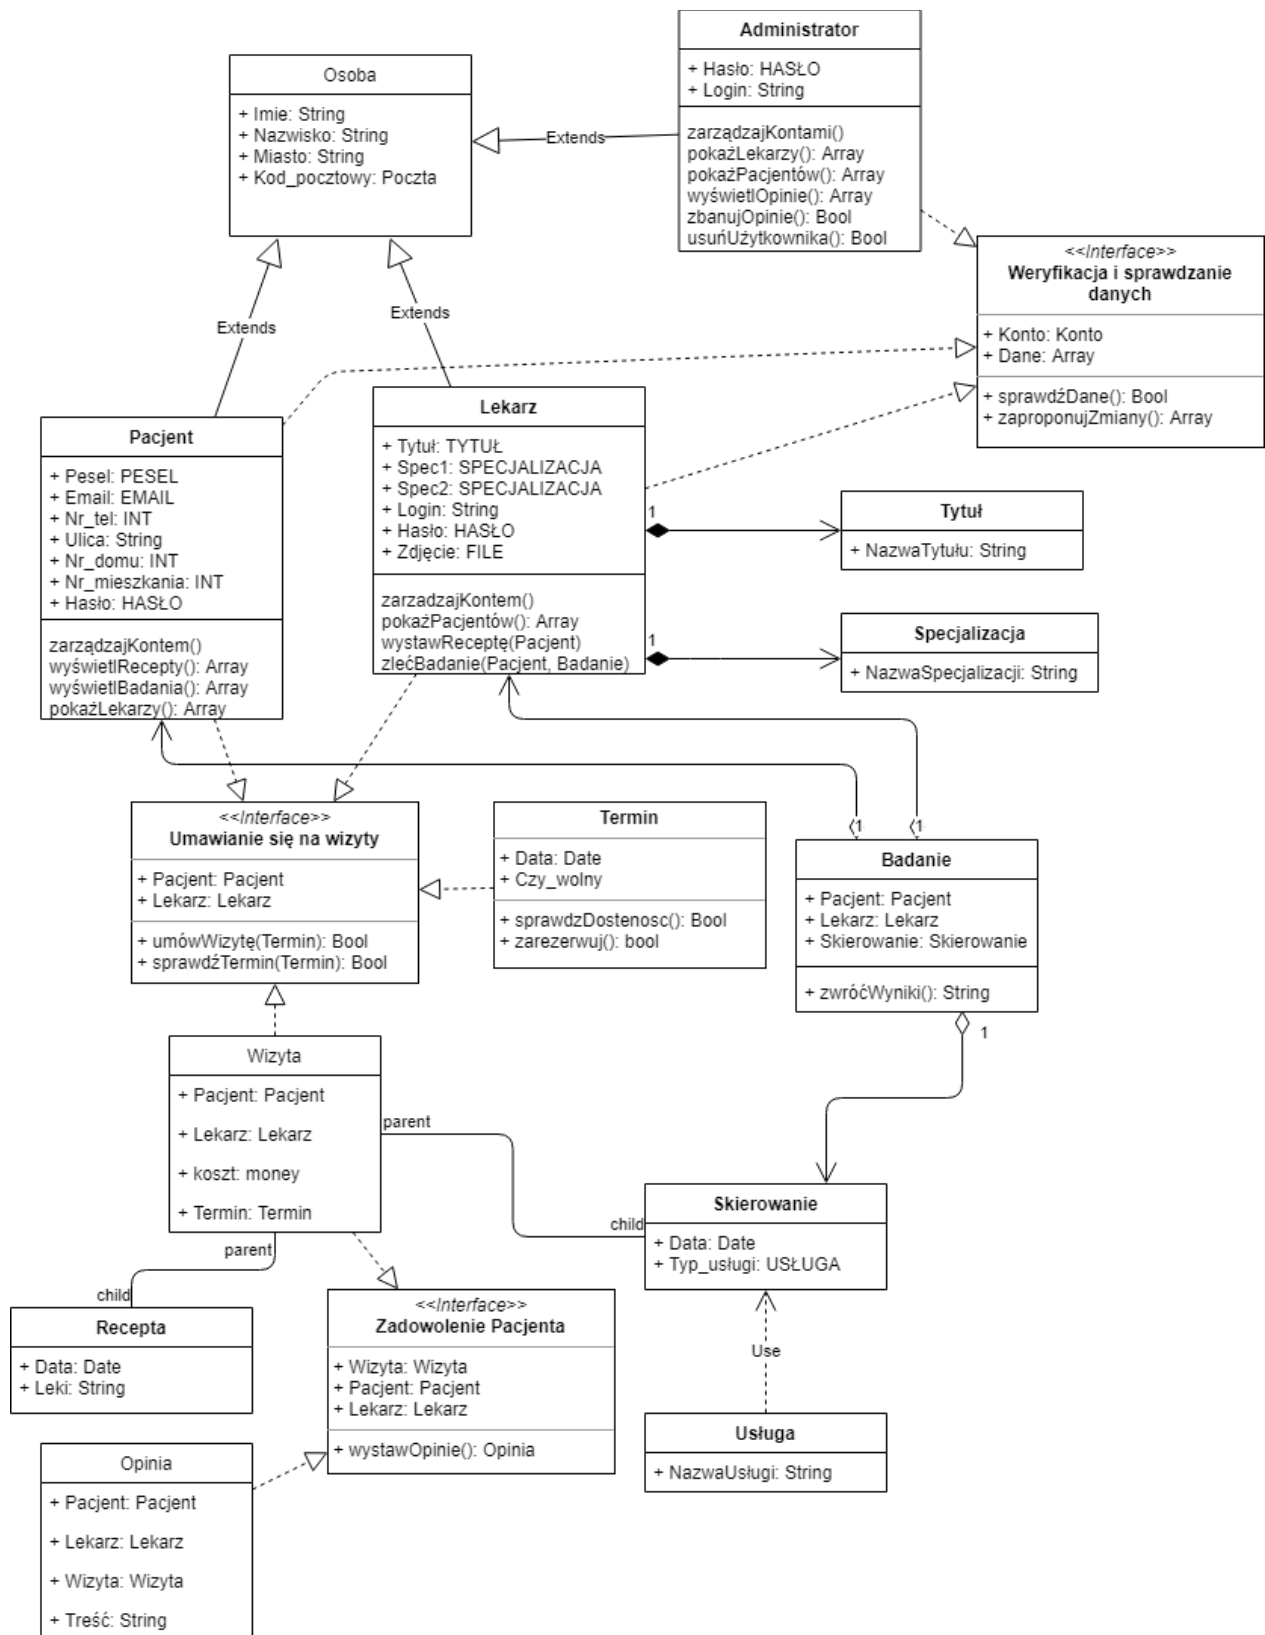 Administrator
+ Hasło: HASŁO
+ Login: String
zarządzajKontami()
pokażLekarzy(): Array
pokażPacjentów(): Array
wyświetlOpinie(): Array
zbanujOpinie(): Bool
usuńUżytkownika(): Bool
Osoba
+ Imie: String
+ Nazwisko: String
+ Miasto: String
+ Kod_pocztowy: Poczta
Extends
Extends
Extends
<<Interface>>
Weryfikacja i sprawdzanie
danych
+ Konto: Konto
+ Dane: Array
+ sprawdźDane(): Bool
+ zaproponujZmiany(): Array
Pacjent
+ Pesel: PESEL
+ Email: EMAIL
+ Nr_tel: INT
+ Ulica: String
+ Nr_domu: INT
+ Nr_mieszkania: INT
+ Hasło: HASŁO
zarządzajKontem()
wyświetlRecepty(): Array
wyświetlBadania(): Array
pokażLekarzy(): Array
Lekarz
+ Tytuł: TYTUŁ
+ Spec1: SPECJALIZACJA
+ Spec2: SPECJALIZACJA
+ Login: String
+ Hasło: HASŁO
+ Zdjęcie: FILE
zarzadzajKontem()
pokażPacjentów(): Array
wystawReceptę(Pacjent)
zlećBadanie(Pacjent, Badanie)
1
Tytuł
+ NazwaTytułu: String
1
Specjalizacja
+ NazwaSpecjalizacji: String
<<Interface>>
Umawianie się na wizyty
+ Pacjent: Pacjent
+ Lekarz: Lekarz
+ umówWizytę(Termin): Bool
+ sprawdźTermin(Termin): Bool
Termin
+ Data: Date
+ Czy_wolny
+ sprawdzDostenosc(): Bool
+ zarezerwuj(): bool
1
1
Badanie
+ Pacjent: Pacjent
+ Lekarz: Lekarz
+ Skierowanie: Skierowanie
+ zwróćWyniki(): String
1
Wizyta
+ Pacjent: Pacjent
+ Lekarz: Lekarz
+ koszt: money
+ Termin: Termin
parent
child
parent
child
Skierowanie
+ Data: Date
+ Typ_usługi: USŁUGA
Use
Usługa
+ NazwaUsługi: String
Recepta
+ Data: Date
+ Leki: String
<<Interface>>
Zadowolenie Pacjenta
+ Wizyta: Wizyta
+ Pacjent: Pacjent
+ Lekarz: Lekarz
+ wystawOpinie(): Opinia
Opinia
+ Pacjent: Pacjent
+ Lekarz: Lekarz
+ Wizyta: Wizyta
+ Treść: String